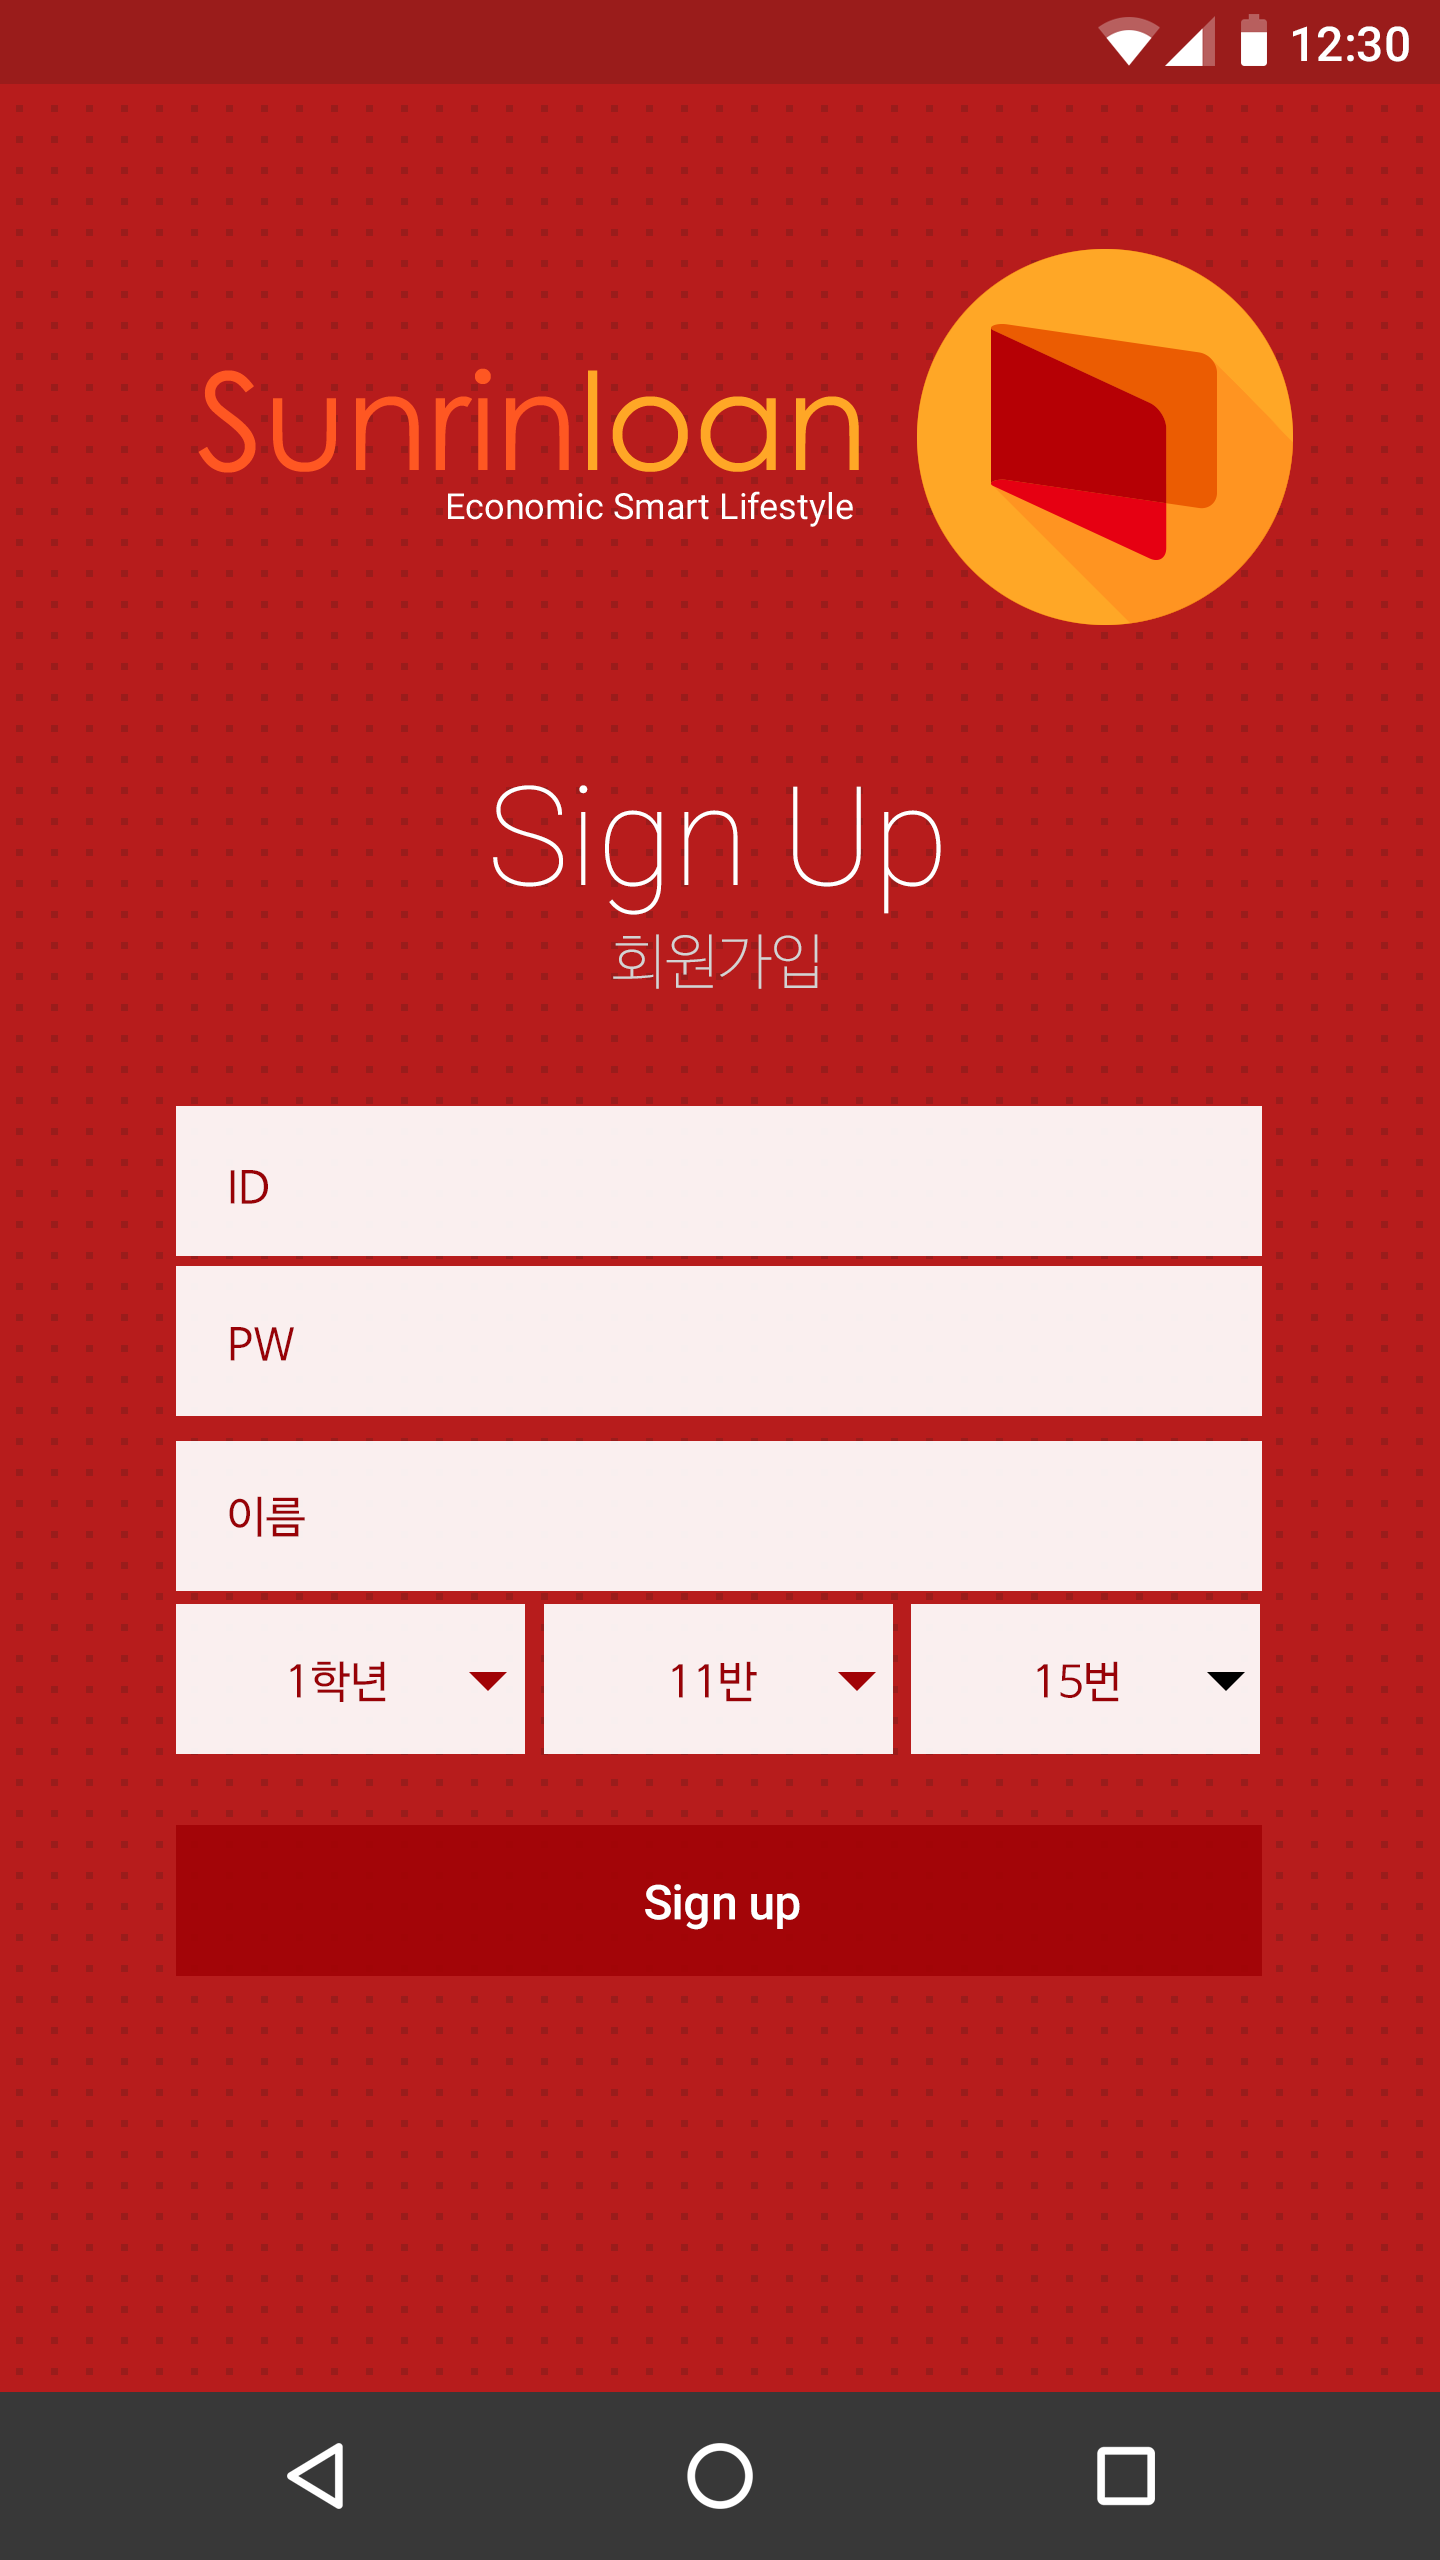 12:30
Sunrinloan
Economic Smart Lifestyle
Sign Up
회원가입
ID
PW
이름
1학년 11반 15번
Sign up